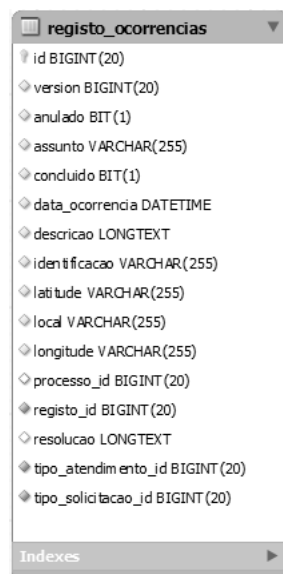 registo_ocorrencias
id BIGINT(20)
version BIGINT(20)
anulado BIT(1)
assunto VARCHAR(255)
concluido BIT(1)
data_ocorrencia DATETIME
descricao LONGTEXT
identificacao VARCHAR(255)
latitude VARCHAR(255)
local VARCHAR(255)
longitude VARCHAR(255)
processo_id BIGINT(20)
registo_id BIGINT(20)
resolucao LONGTEXT
tipo_atendimento_id BIGINT(20)
tipo_solicitacao_id BIGINT(20)
Indexes